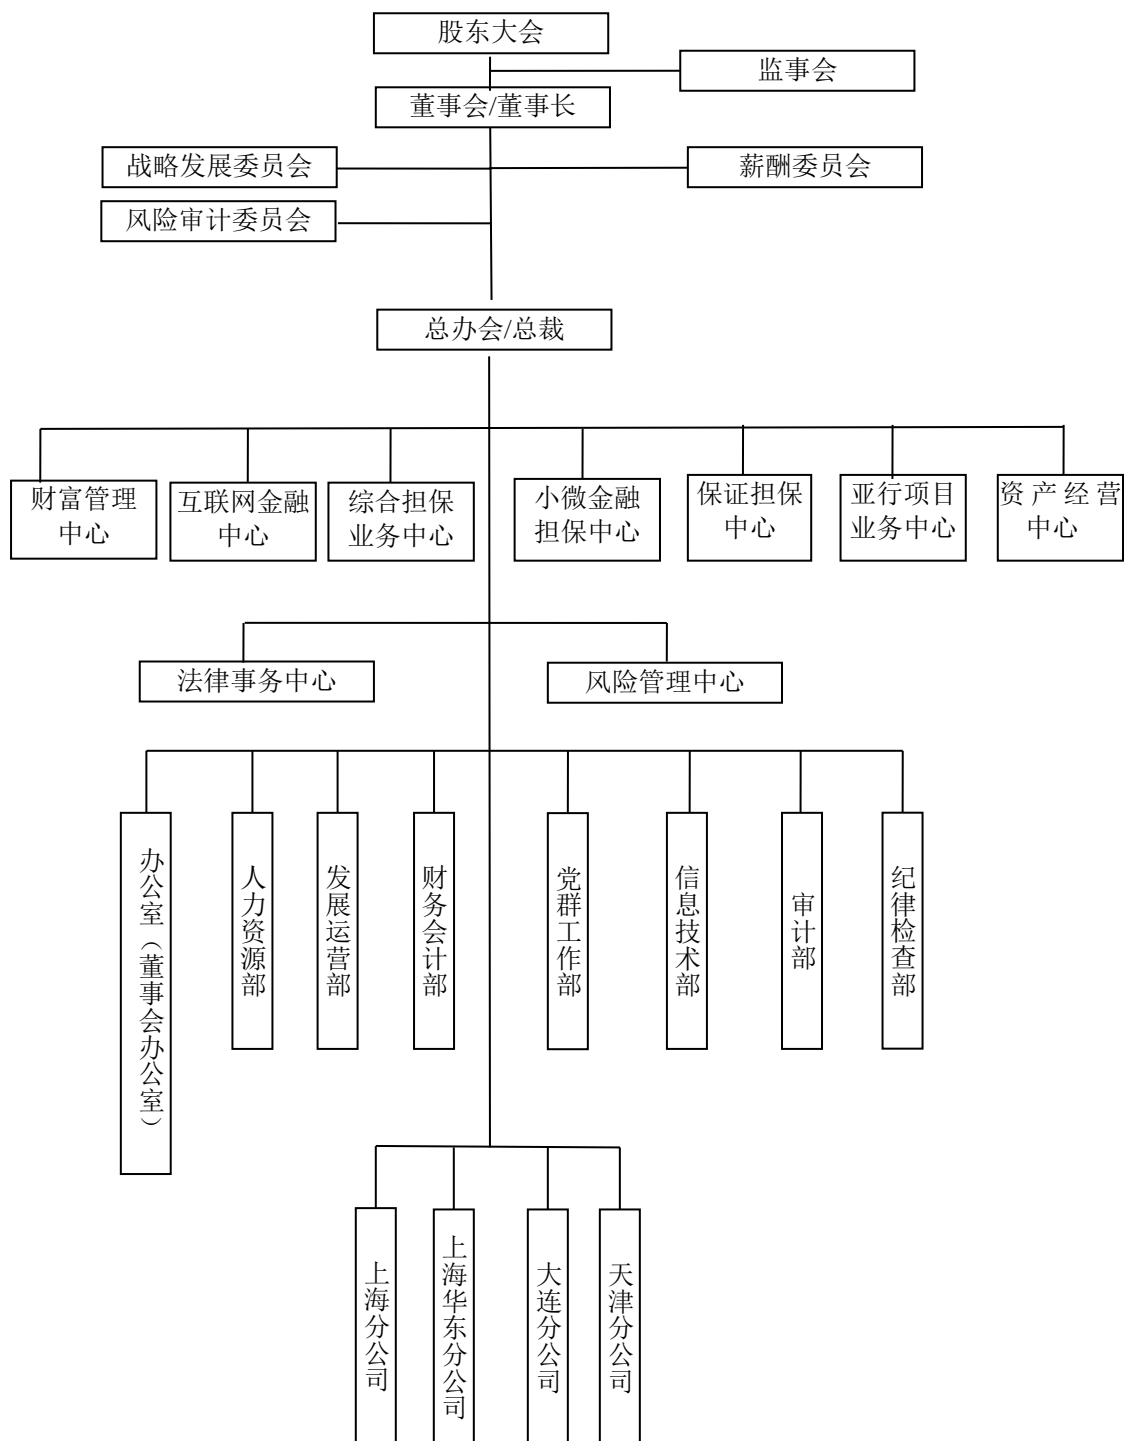 股东大会
监事会
董事会/董事长
战略发展委员会
薪酬委员会
风险审计委员会
总办会/总裁
财富管理
中心
互联网金融
中心
综合担保
业务中心
小微金融
担保中心
保证担保
中心
亚行项目
业务中心
资产经营
中心
法律事务中心
风险管理中心
办公室（董事会办公室）
人力资源部
发展运营部
财务会计部
党群工作部
信息技术部
审计部
纪律检查部
上海分公司
上海华东分公司
大连分公司
天津分公司